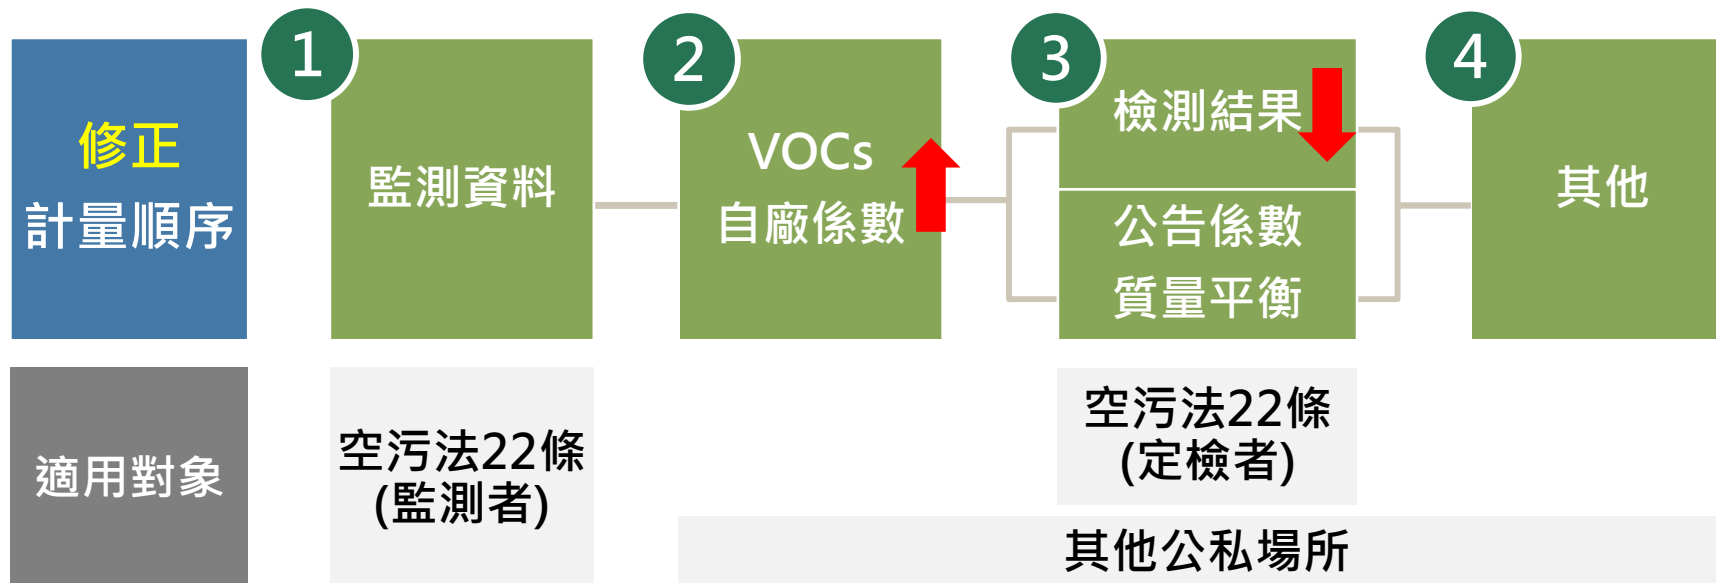 修正
計量順序
1
監測資料
2
VOCs
自廠係數
3
檢測結果
公告係數
質量平衡
4
其他
適用對象
空污法22條
(監測者)
空污法22條
(定檢者)
其他公私場所